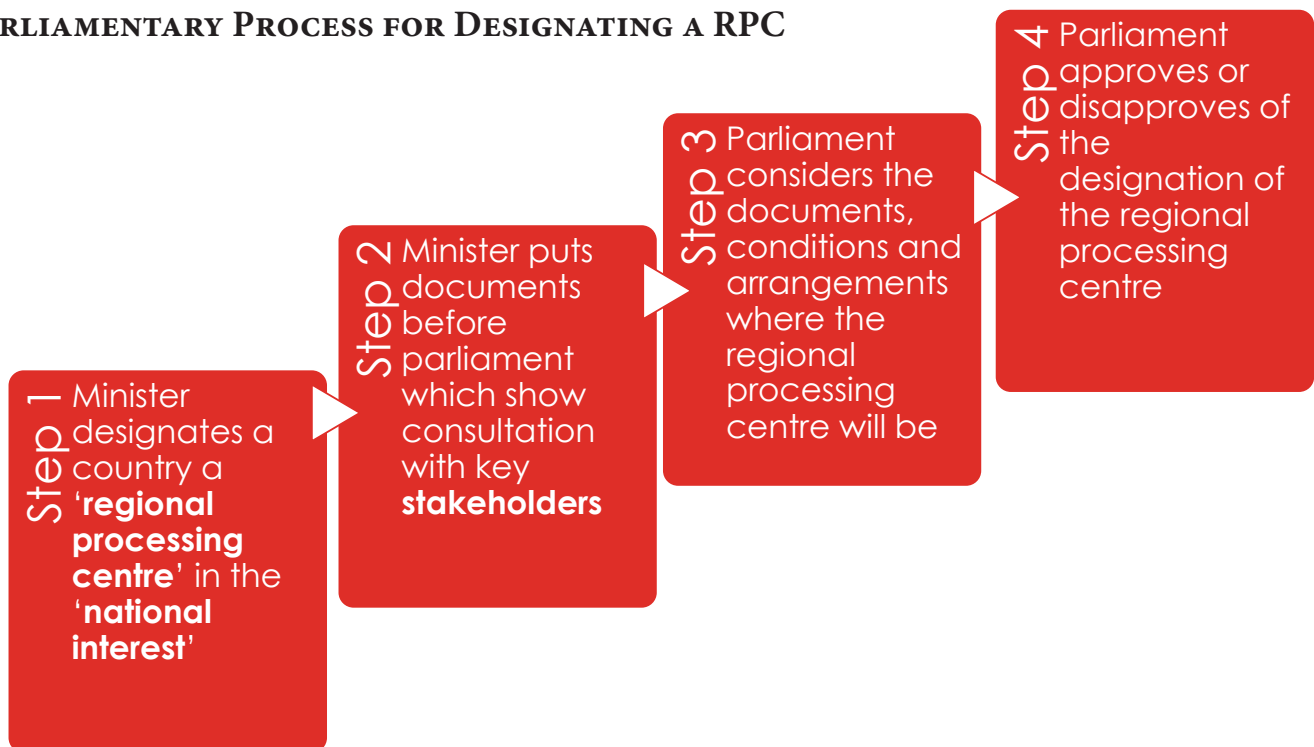 RLIAMENTARY PROCESS FOR DESIGNATING A RPC
Step 1
Minister
designates a
country a
‘regional
processing
centre’ in the
‘national
interest’
Step 2
Minister puts
documents
before
parliament
which show
consultation
with key
stakeholders
Step 3
Parliament
considers the
documents,
conditions and
arrangements
where the
regional
processing
centre will be
Step 4
Parliament
approves or
disapproves of
the
designation of
the regional
processing
centre